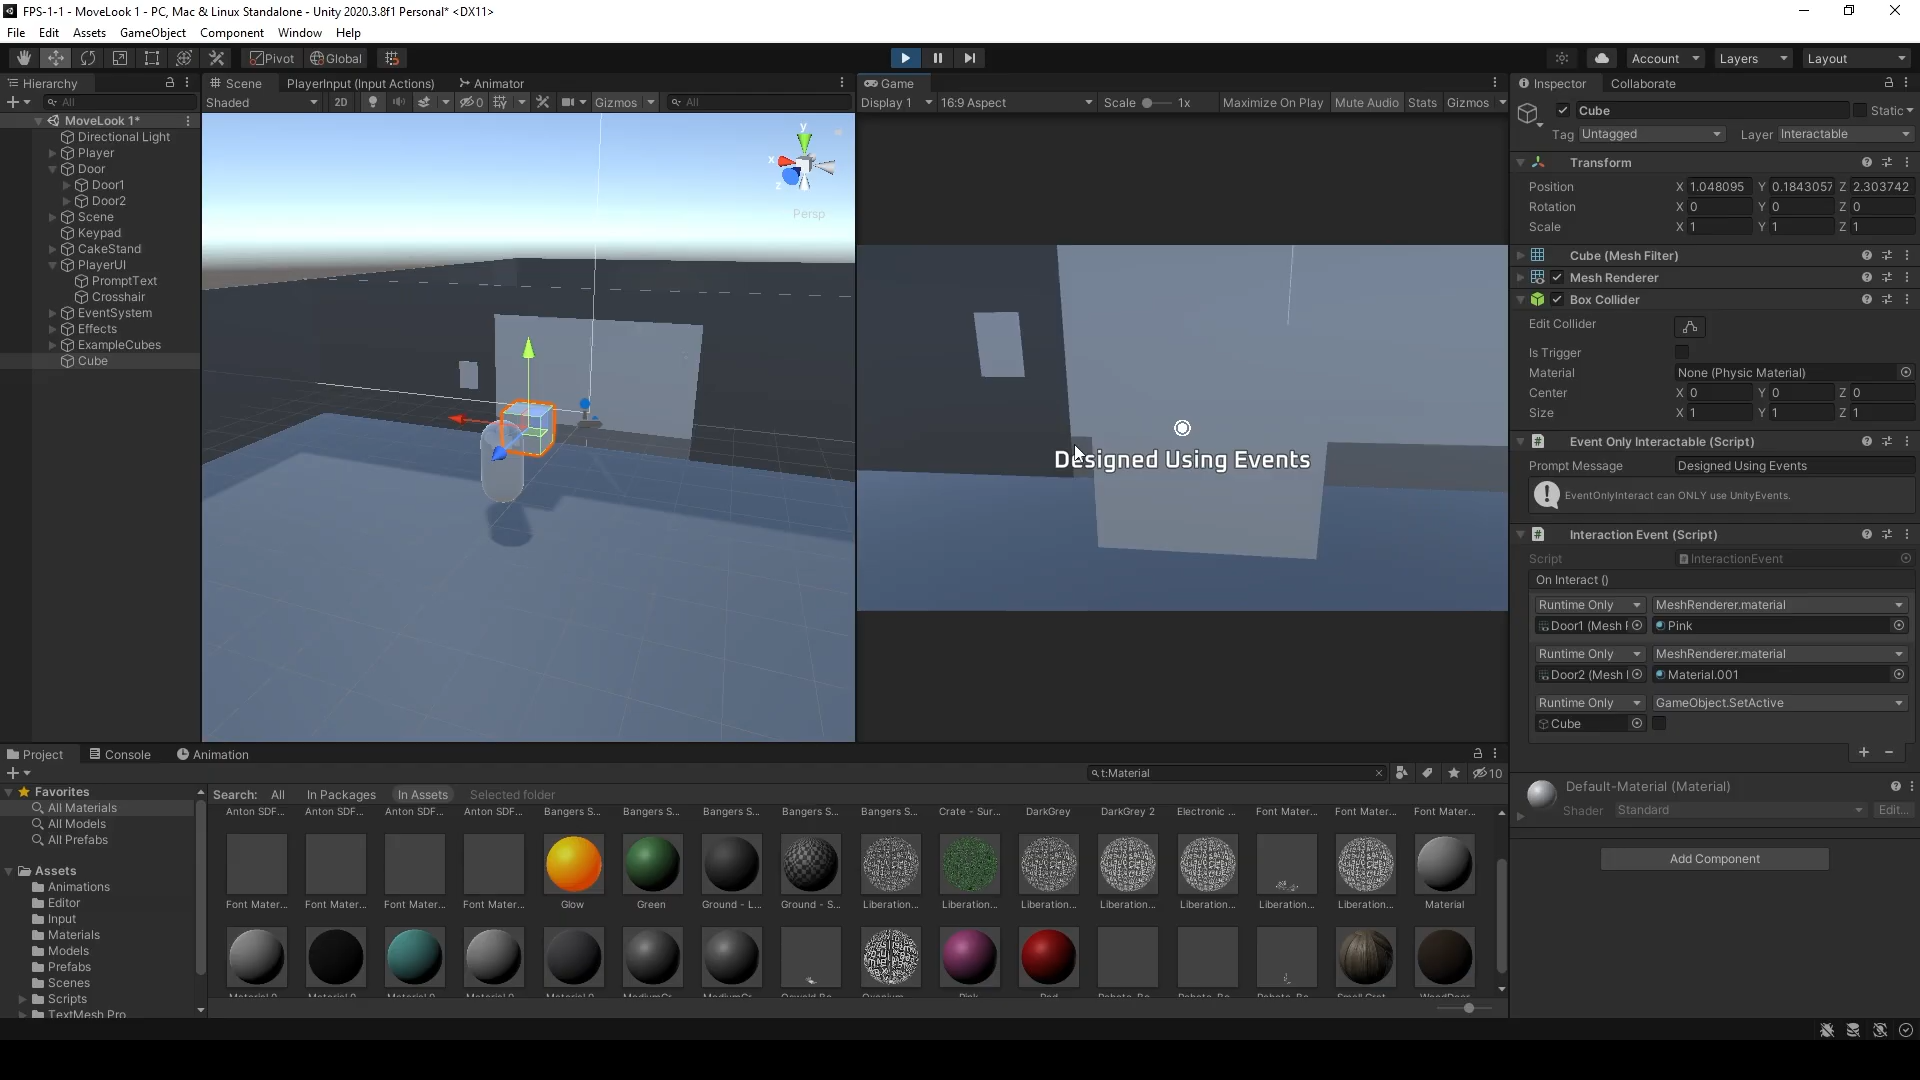 FPS-1-1 - MoveLook 1 - PC, Mac & Linux Standalone - Unity 2020.3.8f1 Personal* <DX11>
File Edit Assets GameObject Component Window Help
Pivot Global
Account Layers Layout
Hierarchy
All
MoveLook 1*
Directional Light
Player
Door
Door1
Door2
Scene
Keypad
CakeStand
PlayerUI
PromptText
Crosshair
EventSystem
Effects
ExampleCubes
Cube
Scene PlayerInput (Input Actions) Animator
Shaded 2D 0 Gizmos All
y
x
z
Persp
Game
Display 1 16:9 Aspect Scale 1x Maximize On Play Mute Audio Stats Gizmos
Designed Using Events
Inspector Collaborate
Cube Static
Tag Untagged Layer Interactable
Transform
Position X 1.048095 Y 0.1843057 Z 2.303742
Rotation X 0 Y 0 Z 0
Scale X 1 Y 1 Z 1
Cube (Mesh Filter)
Mesh Renderer
Box Collider
Edit Collider
Is Trigger
Material None (Physic Material)
Center X 0 Y 0 Z 0
Size X 1 Y 1 Z 1
Event Only Interactable (Script)
Prompt Message Designed Using Events
EventOnlyInteract can ONLY use UnityEvents.
Interaction Event (Script)
Script InteractionEvent
On Interact ()
Runtime Only MeshRenderer.material
Door1 (Mesh Pink
Runtime Only MeshRenderer.material
Door2 (Mesh Material.001
Runtime Only GameObject.SetActive
Cube
Default-Material (Material)
Shader Standard Edit...
Add Component
Project Console Animation
t:Material 10
Favorites
All Materials
All Models
All Prefabs
Assets
Animations
Editor
Input
Materials
Models
Prefabs
Scenes
Scripts
TextMesh Pro
Search: All In Packages In Assets Selected folder
Anton SDF... Anton SDF... Anton SDF... Anton SDF... Bangers S... Bangers S... Bangers S... Bangers S... Bangers S... Crate - Sur... DarkGrey DarkGrey 2 Electronic ... Font Mater... Font Mater... Font Mater...
Font Mater... Font Mater... Font Mater... Font Mater... Glow Green Ground - L... Ground - S... Liberation... Liberation... Liberation... Liberation... Liberation... Liberation... Liberation... Material